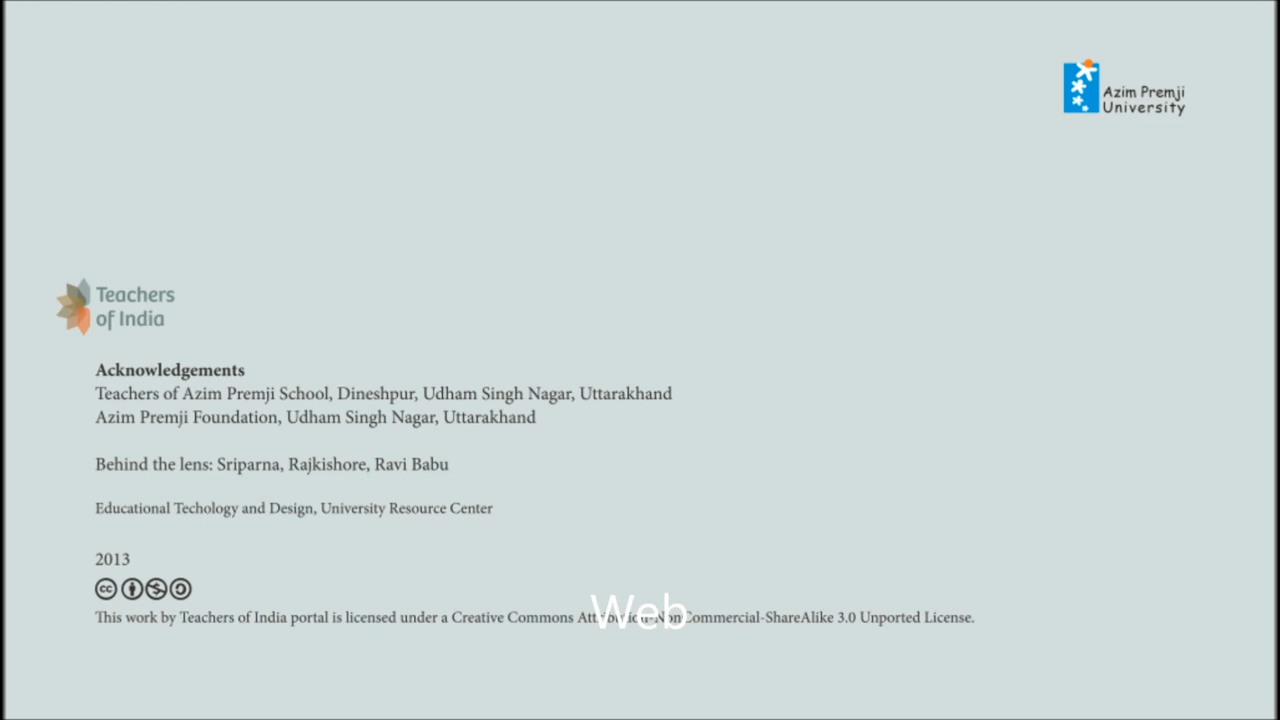 Azim Premji
University
Teachers
of India
Acknowledgements
Teachers of Azim Premji School, Dineshpur, Udham Singh Nagar, Uttarakhand
Azim Premji Foundation, Udham Singh Nagar, Uttarakhand
Behind the lens: Sriparna, Rajkishore, Ravi Babu
Educational Techology and Design, University Resource Center
2013
cc
This work by Teachers of India portal is licensed under a Creative Commons Attribution-NonCommercial-ShareAlike 3.0 Unported License.
Web